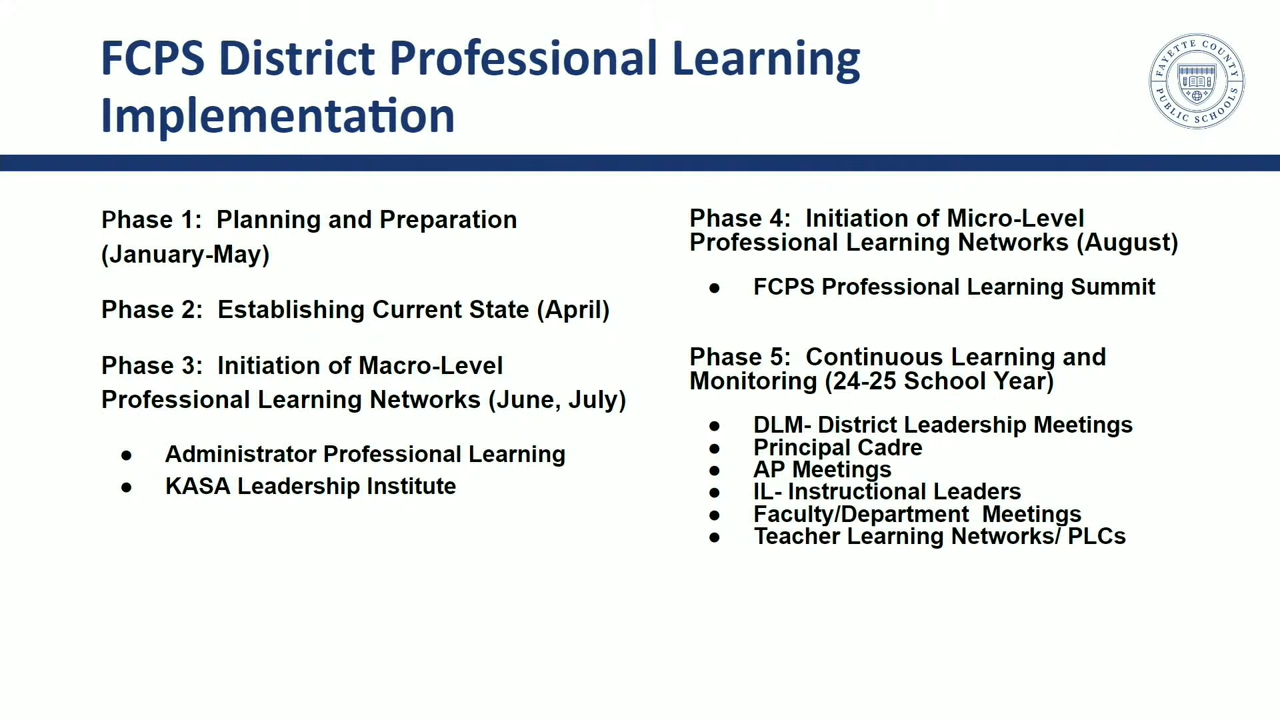 FCPS District Professional Learning
Implementation
FAYETTE COUNTY
PUBLIC SCHOOLS
Phase 1:  Planning and Preparation
(January-May)
Phase 2:  Establishing Current State (April)
Phase 3:  Initiation of Macro-Level
Professional Learning Networks (June, July)
● Administrator Professional Learning
● KASA Leadership Institute
Phase 4:  Initiation of Micro-Level
Professional Learning Networks (August)
● FCPS Professional Learning Summit
Phase 5:  Continuous Learning and
Monitoring (24-25 School Year)
● DLM- District Leadership Meetings
● Principal Cadre
● AP Meetings
● IL- Instructional Leaders
● Faculty/Department  Meetings
● Teacher Learning Networks/ PLCs